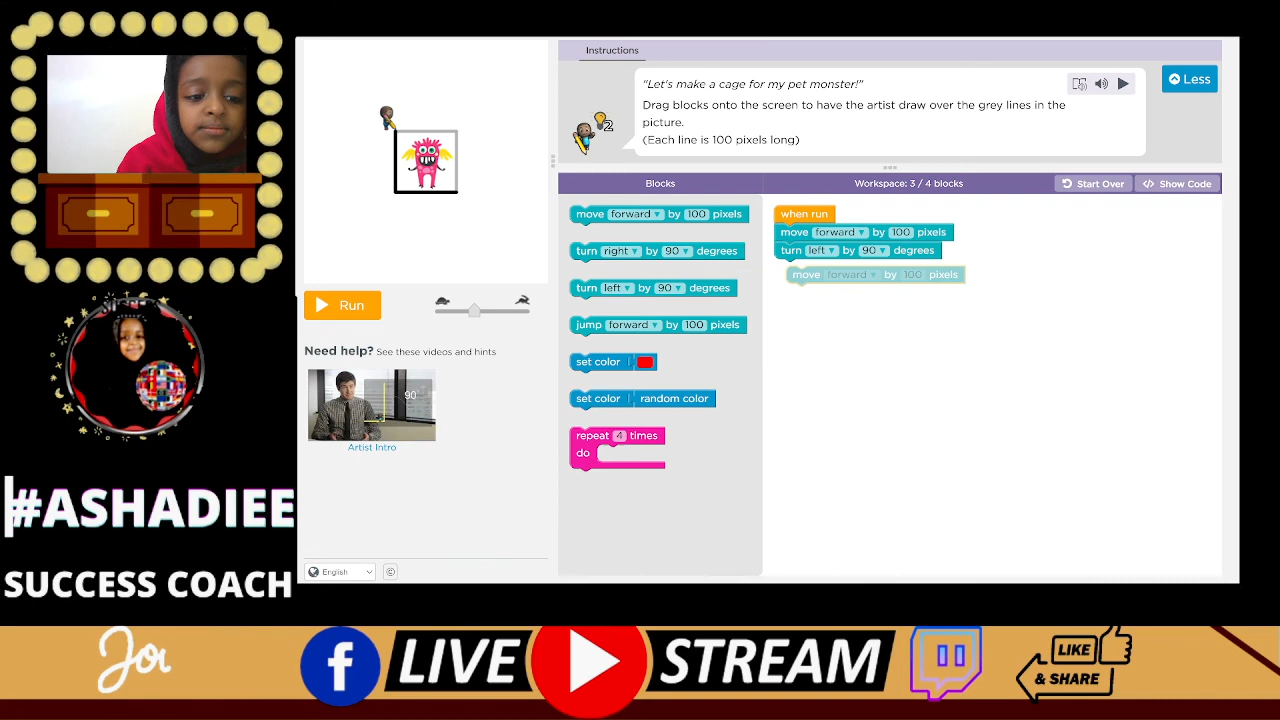 Instructions
"Let's make a cage for my pet monster!"
Less
Drag blocks onto the screen to have the artist draw over the grey lines in the
picture.
2
(Each line is 100 pixels long)
Blocks
Workspace: 3 / 4 blocks
Start Over
Show Code
move forward by 100 pixels
turn right by 90 degrees
turn left by 90 degrees
jump forward by 100 pixels
set color
set color random color
repeat 4 times
do
when run
move forward by 100 pixels
turn left by 90 degrees
move forward by 100 pixels
Run
Need help? See these videos and hints
90
Artist Intro
English
#ASHADIEE
SUCCESS COACH
LIVE
STREAM
LIKE
& SHARE